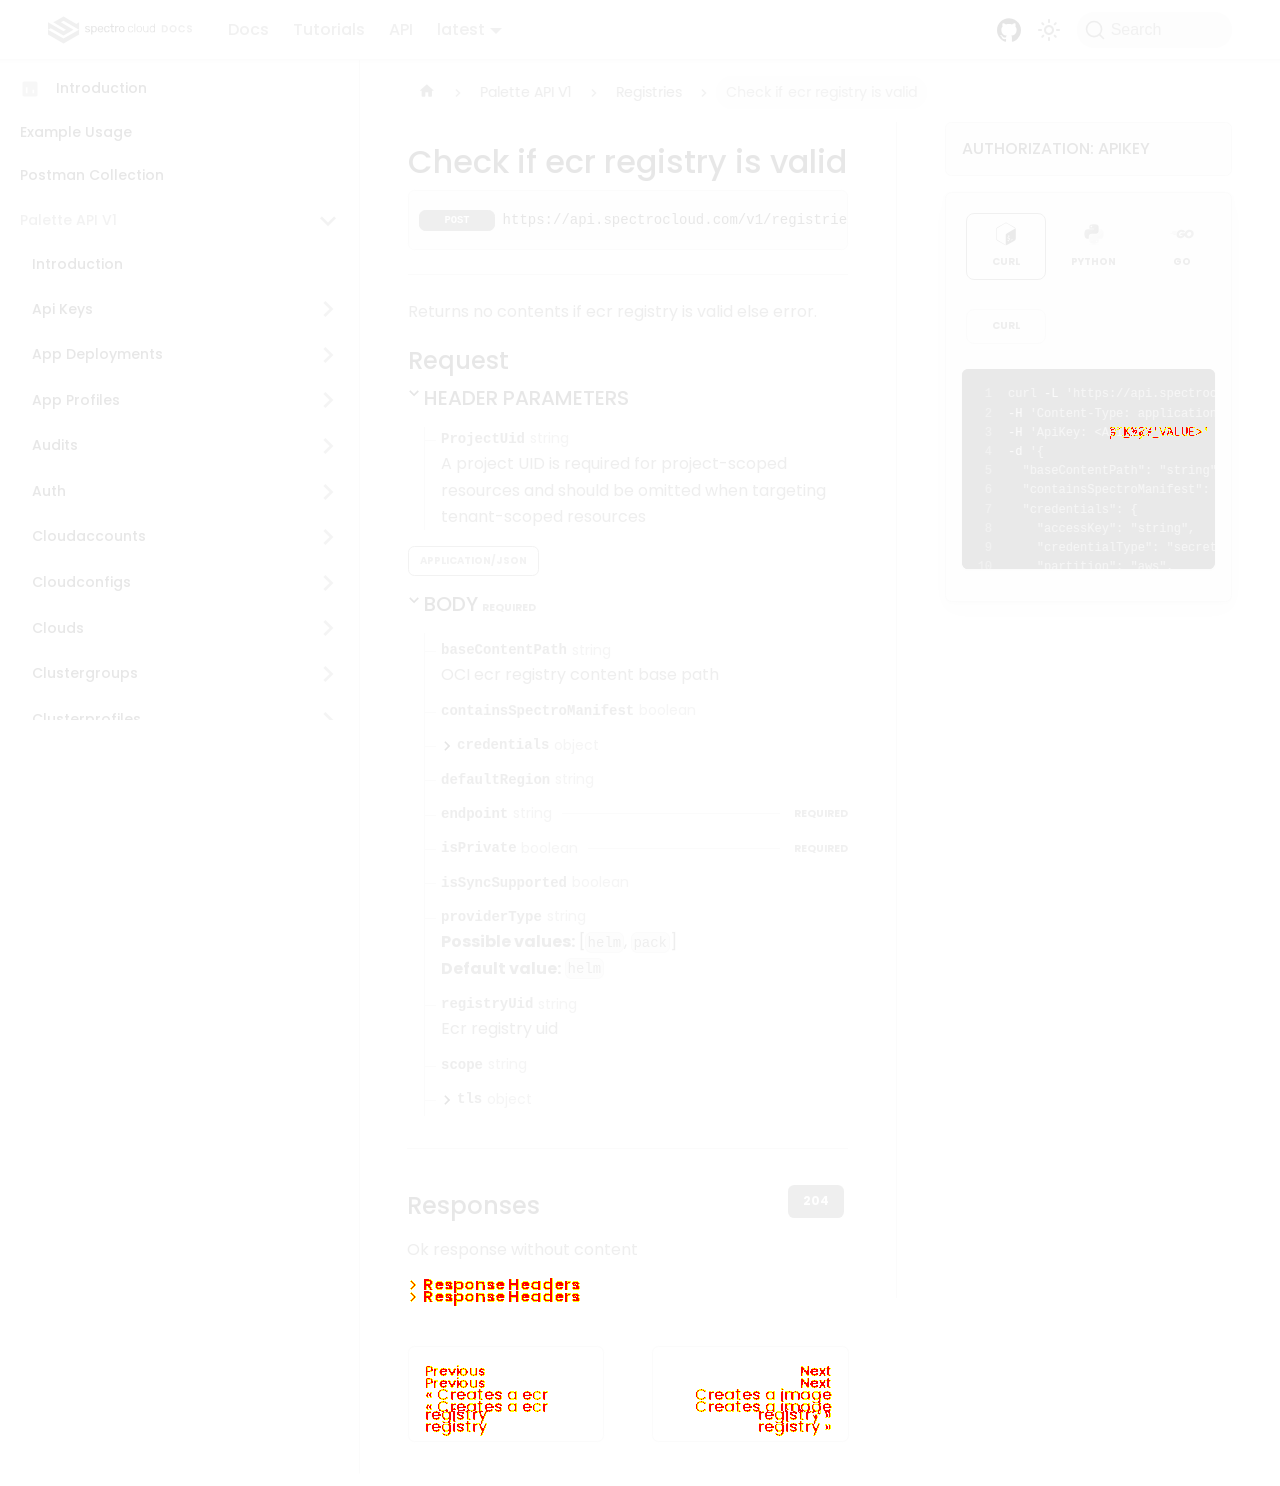 spectro cloud DOCS
Docs
Tutorials
API
latest
Search
Introduction
Example Usage
Postman Collection
Palette API V1
Introduction
Api Keys
App Deployments
App Profiles
Audits
Auth
Cloudaccounts
Cloudconfigs
Clouds
Clustergroups
Clusterprofiles
Palette API V1
Registries
Check if ecr registry is valid
Check if ecr registry is valid
POST https://api.spectrocloud.com/v1/registrie
Returns no contents if ecr registry is valid else error.
Request
HEADER PARAMETERS
ProjectUid string
A project UID is required for project-scoped
resources and should be omitted when targeting
tenant-scoped resources
APPLICATION/JSON
BODY REQUIRED
baseContentPath string
OCI ecr registry content base path
containsSpectroManifest boolean
credentials object
defaultRegion string
endpoint string REQUIRED
isPrivate boolean REQUIRED
isSyncSupported boolean
providerType string
Possible values: [helm, pack]
Default value: helm
registryUid string
Ecr registry uid
scope string
tls object
Responses
204
Ok response without content
Response Headers
Response Headers
Previous
Previous
« Creates a ecr
« Creates a ecr
registry
registry
Next
Next
Creates a image
Creates a image
registry »
registry »
AUTHORIZATION: APIKEY
CURL
PYTHON
GO
CURL
1 curl -L 'https://api.spectroc
2 -H 'Content-Type: application
3 -H 'ApiKey: <A VALUE>'
4 -d '{
5 "baseContentPath": "string"
6 "containsSpectroManifest":
7 "credentials": {
8 "accessKey": "string",
9 "credentialType": "secret
10 "partition": "aws"